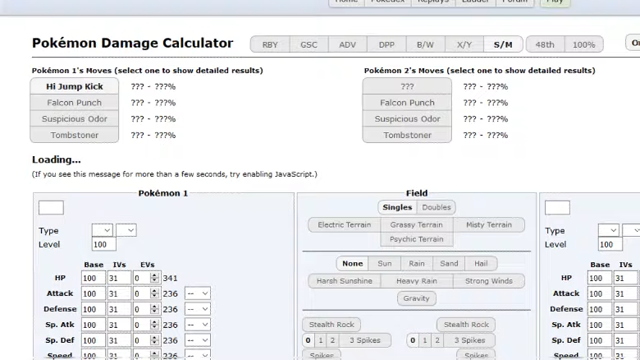 Home Pokédex Replays Ladder Forum Play
Pokémon Damage Calculator RBY GSC ADV DPP B/W X/Y S/M 48th 100%
Pokémon 1's Moves (select one to show detailed results) Pokémon 2's Moves (select one to show detailed results)
Hi Jump Kick ??? - ???% ??? ??? - ???%
Falcon Punch ??? - ???% Falcon Punch ??? - ???%
Suspicious Odor ??? - ???% Suspicious Odor ??? - ???%
Tombstoner ??? - ???% Tombstoner ??? - ???%
Loading...
(If you see this message for more than a few seconds, try enabling JavaScript.)
Pokémon 1 Field
Singles Doubles
Type Electric Terrain Grassy Terrain Misty Terrain Type
Level 100 Psychic Terrain Level 100
Base IVs EVs None Sun Rain Sand Hail Base IVs
HP 100 31 0 341 Harsh Sunshine Heavy Rain Strong Winds HP 100 31
Attack 100 31 0 236 -- Gravity Attack 100 31
Defense 100 31 0 236 -- Defense 100 31
Sp. Atk 100 31 0 236 -- Stealth Rock Stealth Rock Sp. Atk 100 31
Sp. Def 100 31 0 236 -- 0 1 2 3 Spikes 0 1 2 3 Spikes Sp. Def 100 31
Speed 100 31 0 236 -- Spikes Spikes Speed 100 31